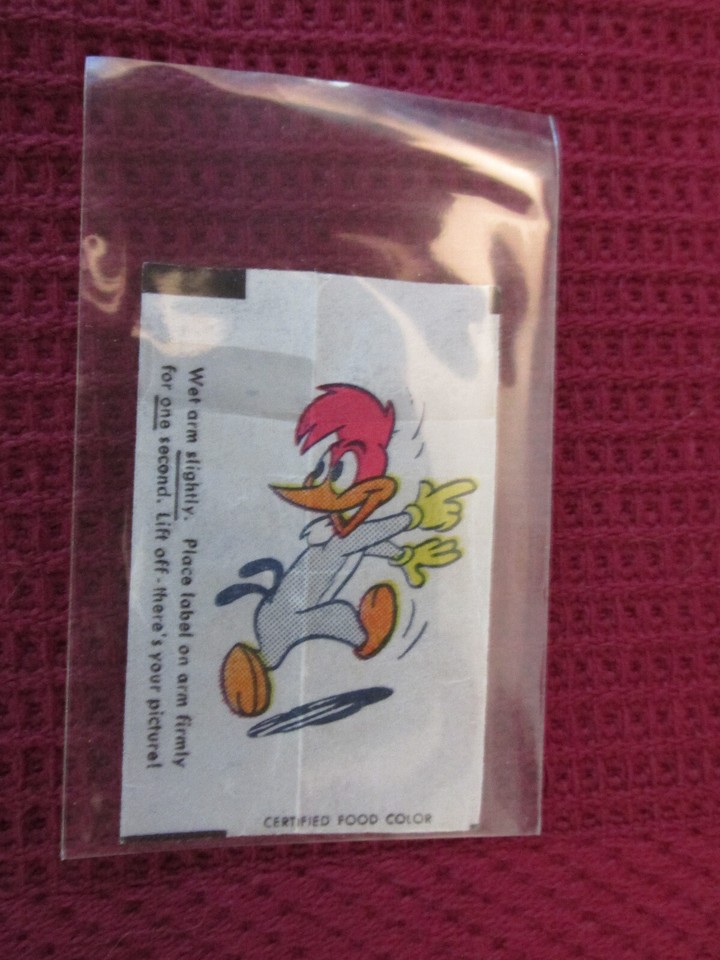 Wet arm slightly. Place label on arm firmly
for one second. Lift off - there's your picture!
CERTIFIED FOOD COLOR